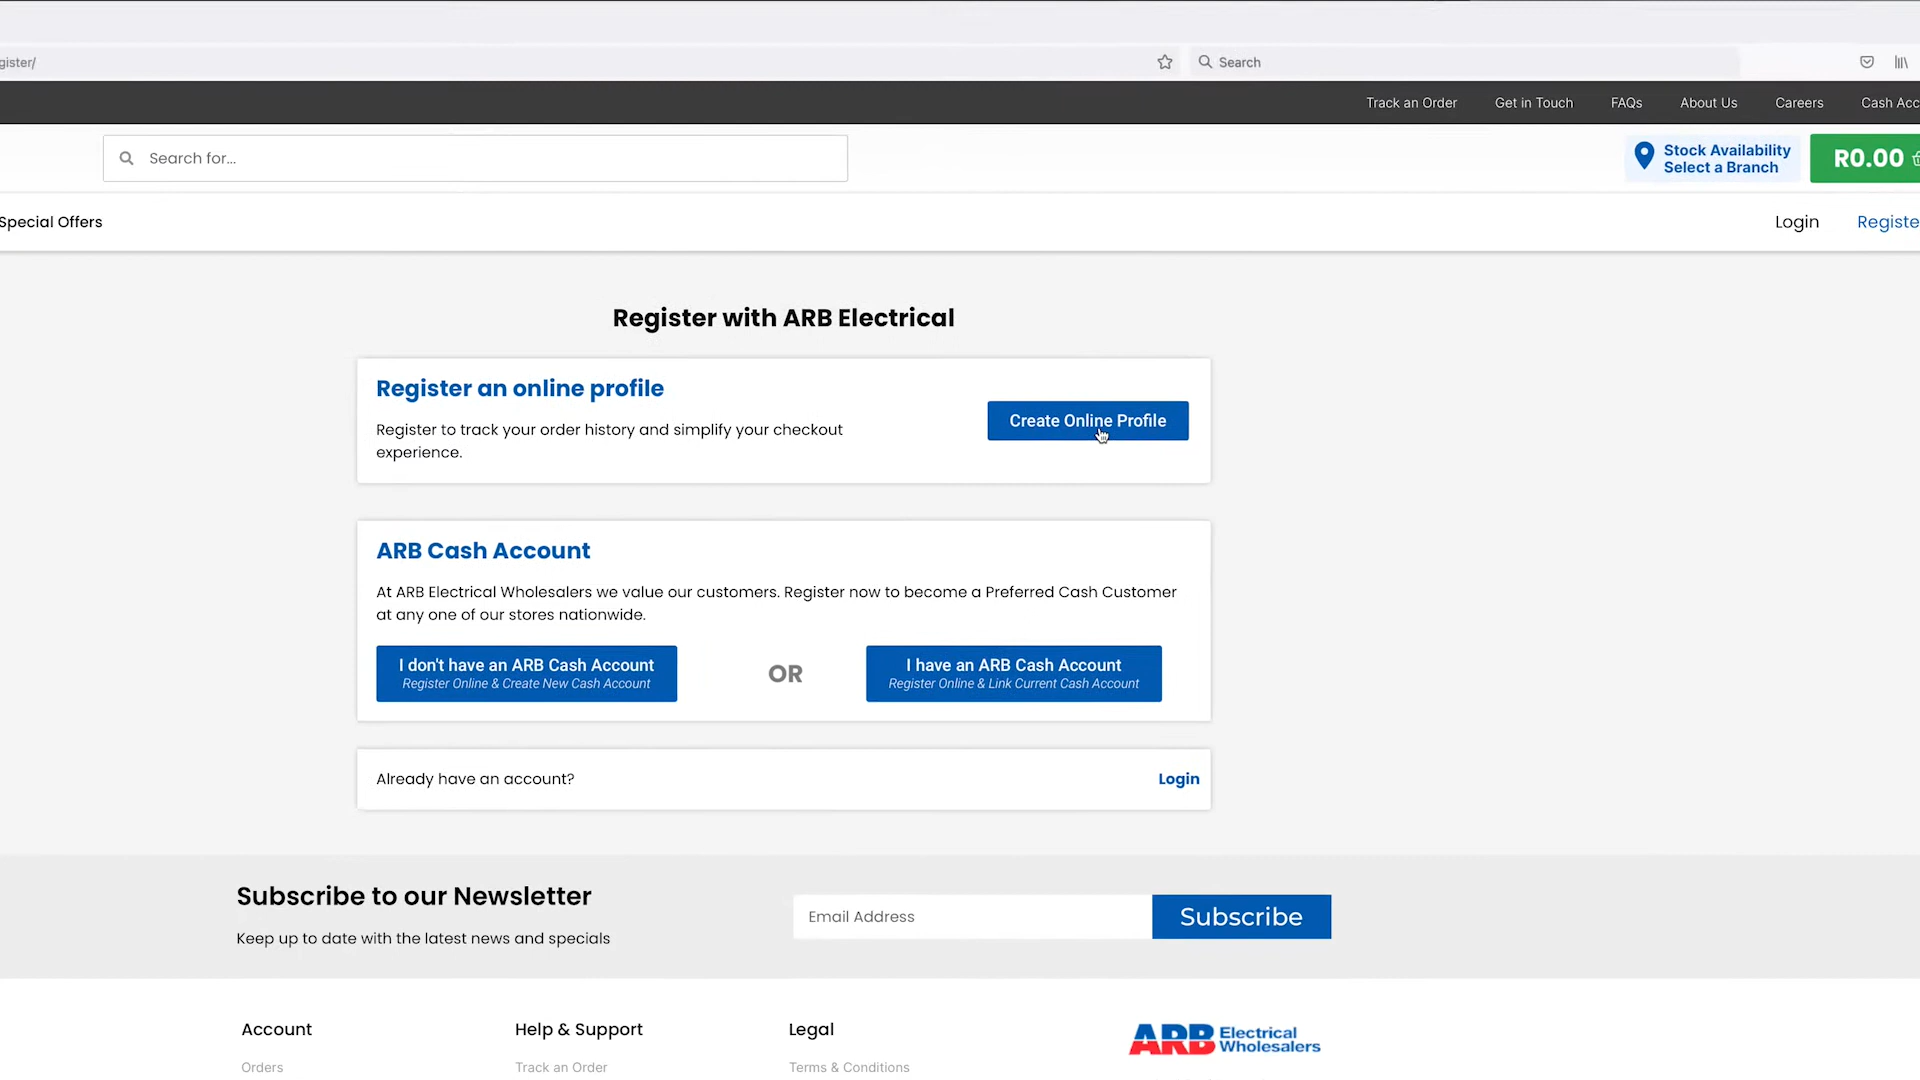 gister/
Search
Track an Order
Get in Touch
FAQs
About Us
Careers
Cash Acc
Search for...
Stock Availability
Select a Branch
R0.00
Special Offers
Login
Registe
Register with ARB Electrical
Register an online profile
Register to track your order history and simplify your checkout
experience.
Create Online Profile
ARB Cash Account
At ARB Electrical Wholesalers we value our customers. Register now to become a Preferred Cash Customer
at any one of our stores nationwide.
I don't have an ARB Cash Account
Register Online & Create New Cash Account
OR
I have an ARB Cash Account
Register Online & Link Current Cash Account
Already have an account?
Login
Subscribe to our Newsletter
Keep up to date with the latest news and specials
Email Address
Subscribe
Account
Orders
Help & Support
Track an Order
Legal
Terms & Conditions
ARB Electrical
Wholesalers